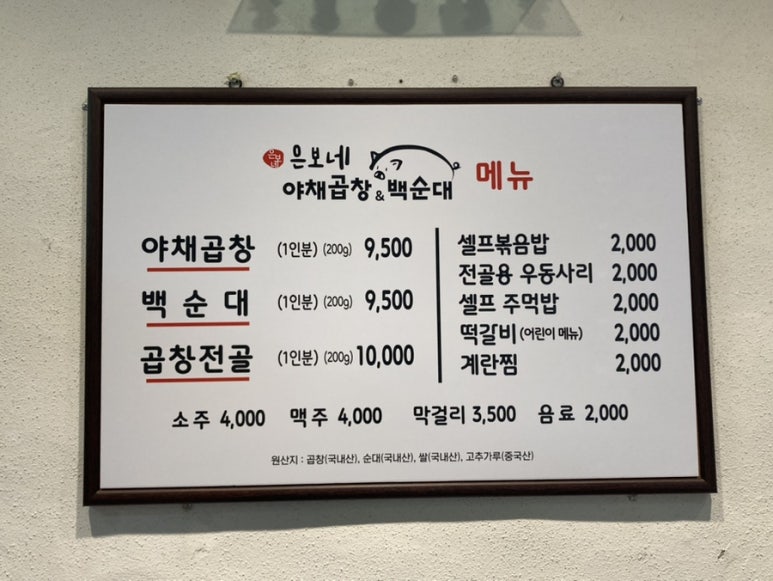 은보네 은보네
야채곱창&백순대 메뉴
야채곱창 (1인분) (200g) 9,500
백 순 대 (1인분) (200g) 9,500
곱창전골 (1인분) (200g) 10,000
셀프볶음밥 2,000
전골용 우동사리 2,000
셀프 주먹밥 2,000
떡갈비 (어린이 메뉴) 2,000
계란찜 2,000
소주 4,000 맥주 4,000 막걸리 3,500 음료 2,000
원산지 : 곱창(국내산), 순대(국내산), 쌀(국내산), 고추가루(중국산)